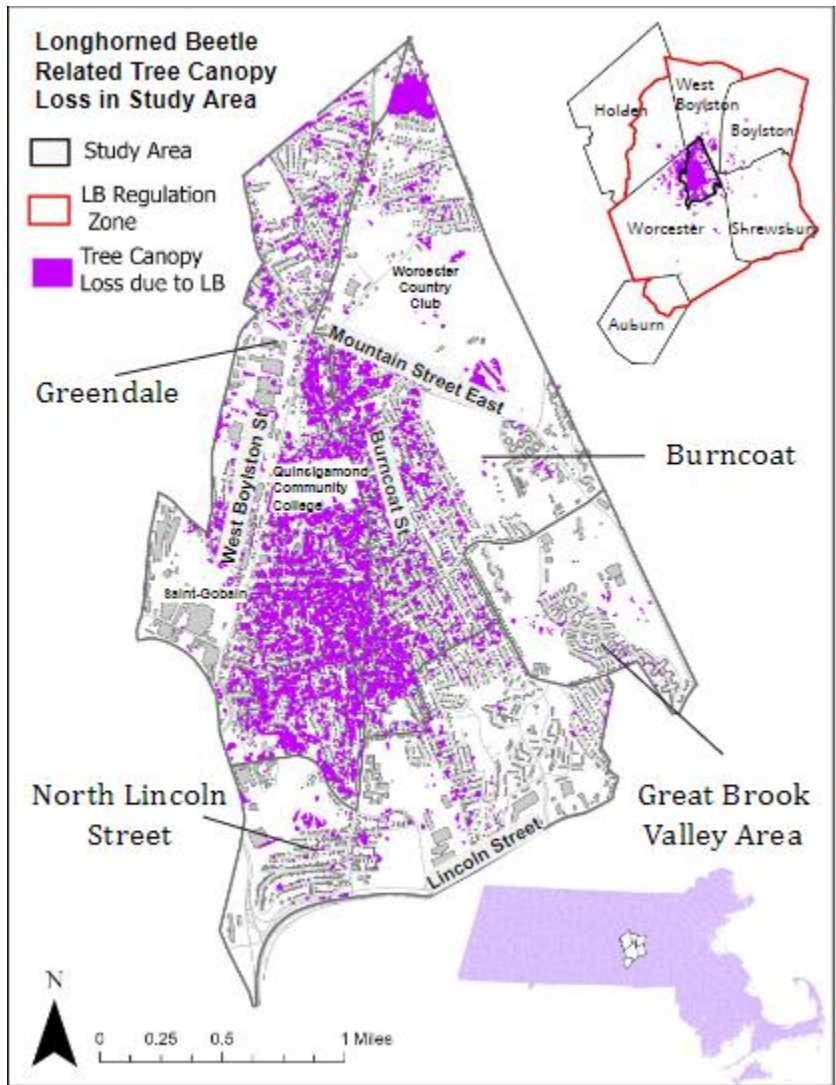 Longhorned Beetle
Related Tree Canopy
Loss in Study Area
Study Area
LB Regulation
Zone
Tree Canopy
Loss due to LB
Holden
West
Boylston
Boylston
Worcester
Shrewsbury
Auburn
Worcester
Country
Club
Mountain Street East
Greendale
Burncoat
West Boylston St.
Quinsigamond
Community
College
Burncoat St.
Saint-Gobain
North Lincoln
Street
Great Brook
Valley Area
Lincoln Street
N
0 0.25 0.5 1 Miles